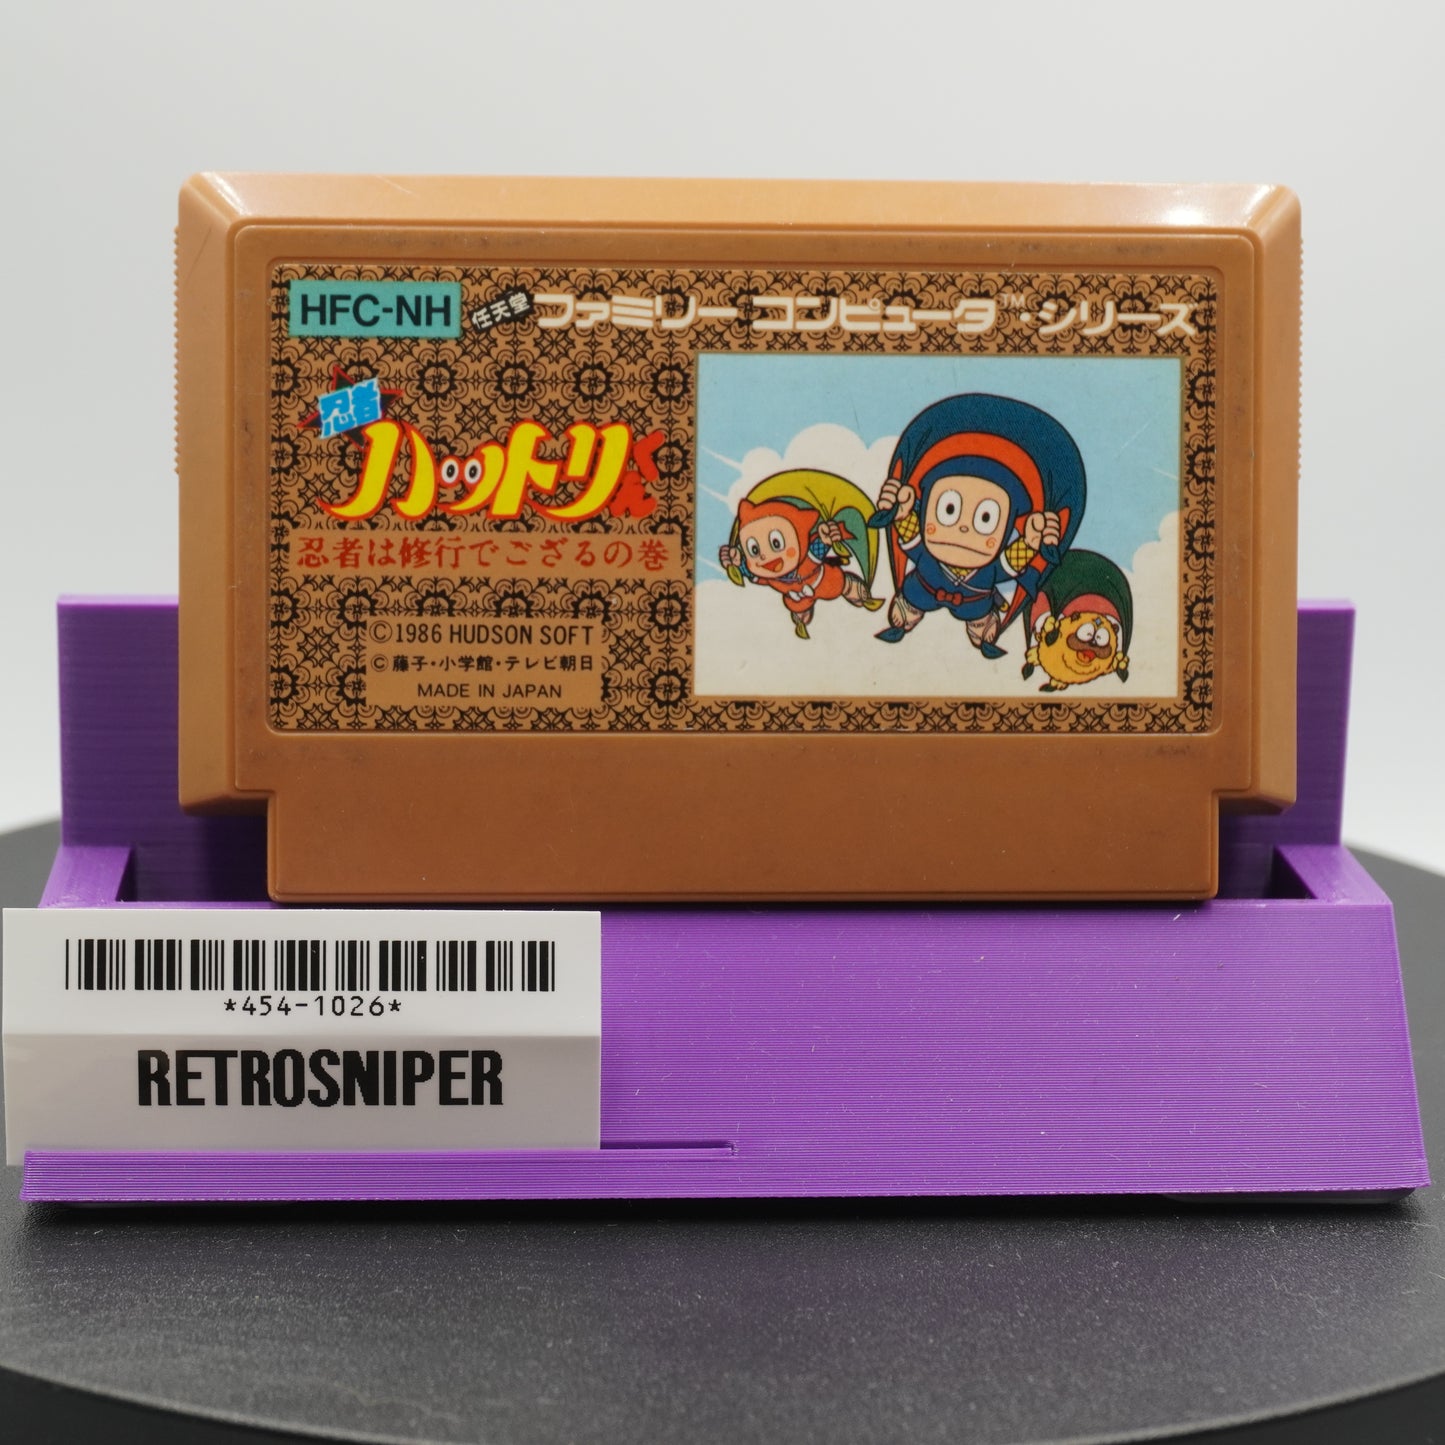 HFC-NH 任天堂 ファミリー コンピュータ™・シリーズ
忍者
ハットリくん
忍者は修行でござるの巻
©1986 HUDSON SOFT
©藤子・小学館・テレビ朝日
MADE IN JAPAN
*454-1026*
RETROSNIPER